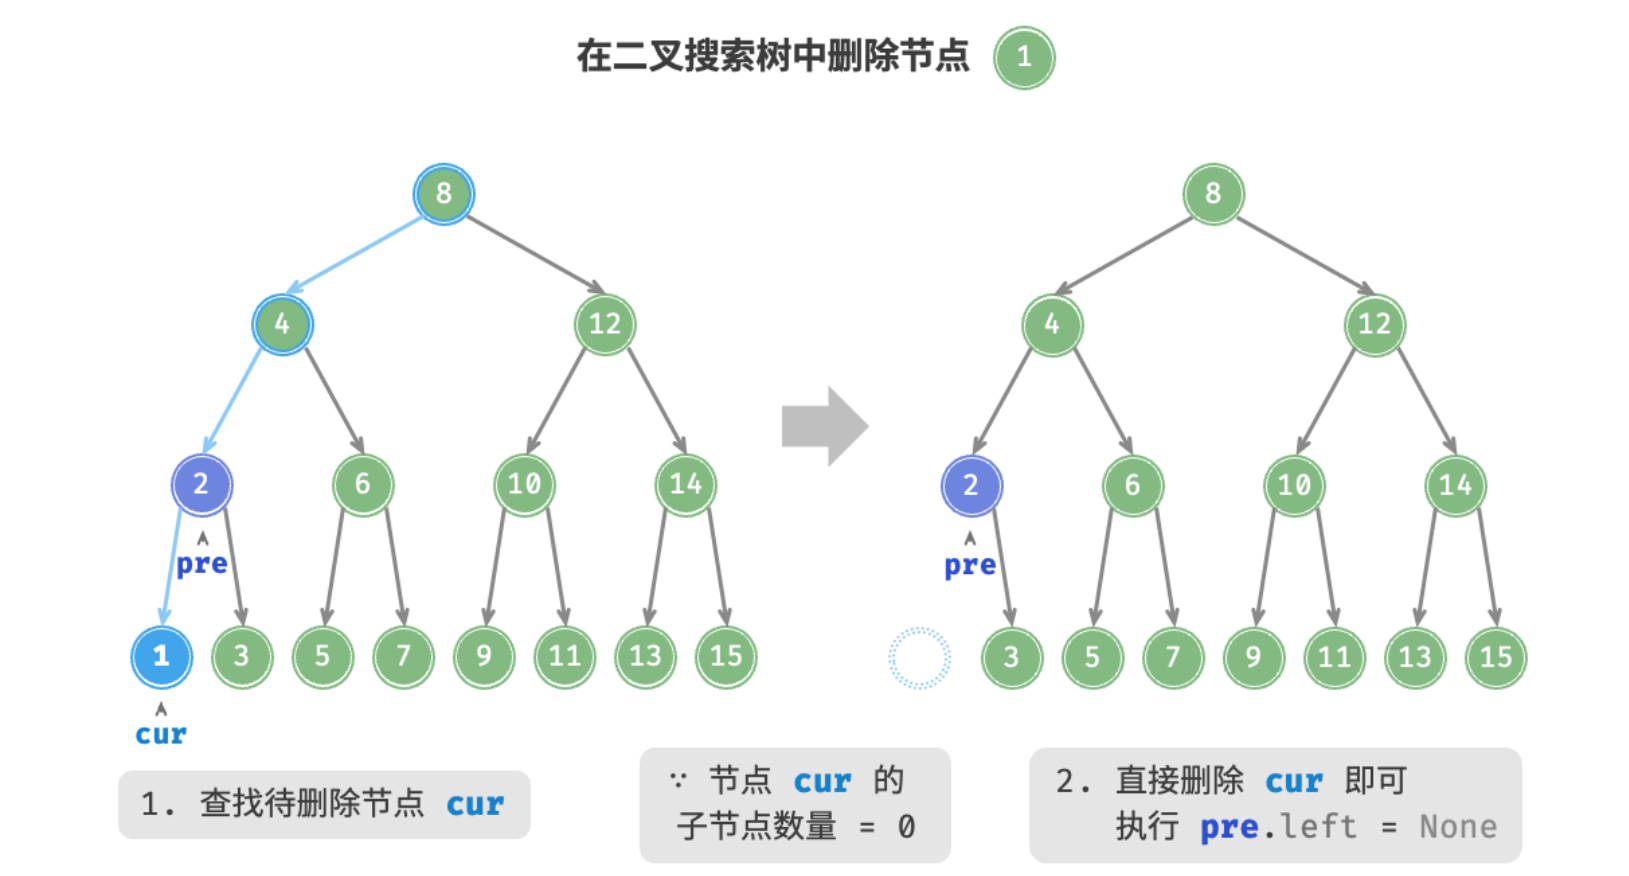 在二叉搜索树中删除节点 1
8 8
4 12 4 12
2 6 10 14 2 6 10 14
pre pre
1 3 5 7 9 11 13 15 3 5 7 9 11 13 15
cur
1. 查找待删除节点 cur
∵ 节点 cur 的
子节点数量 = 0
2. 直接删除 cur 即可
执行 pre.left = None